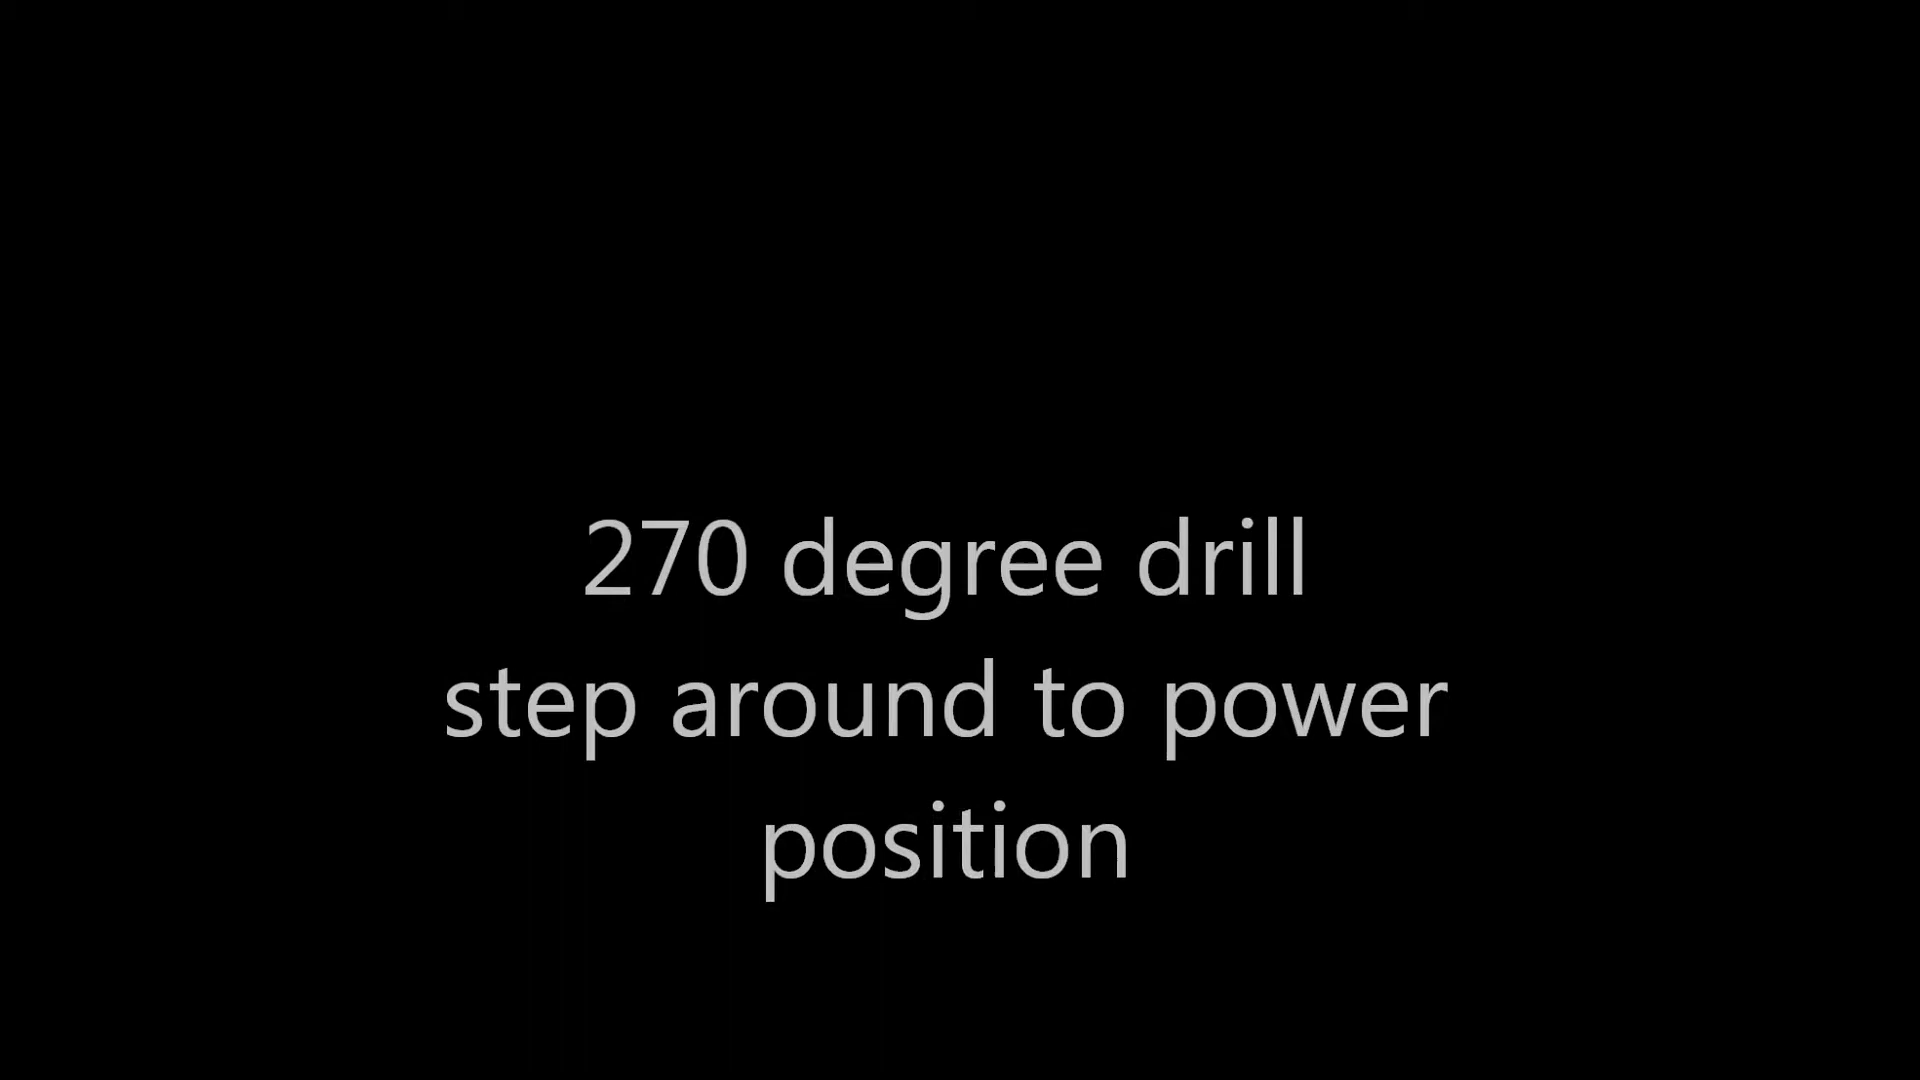 270 degree drill
step around to power
position